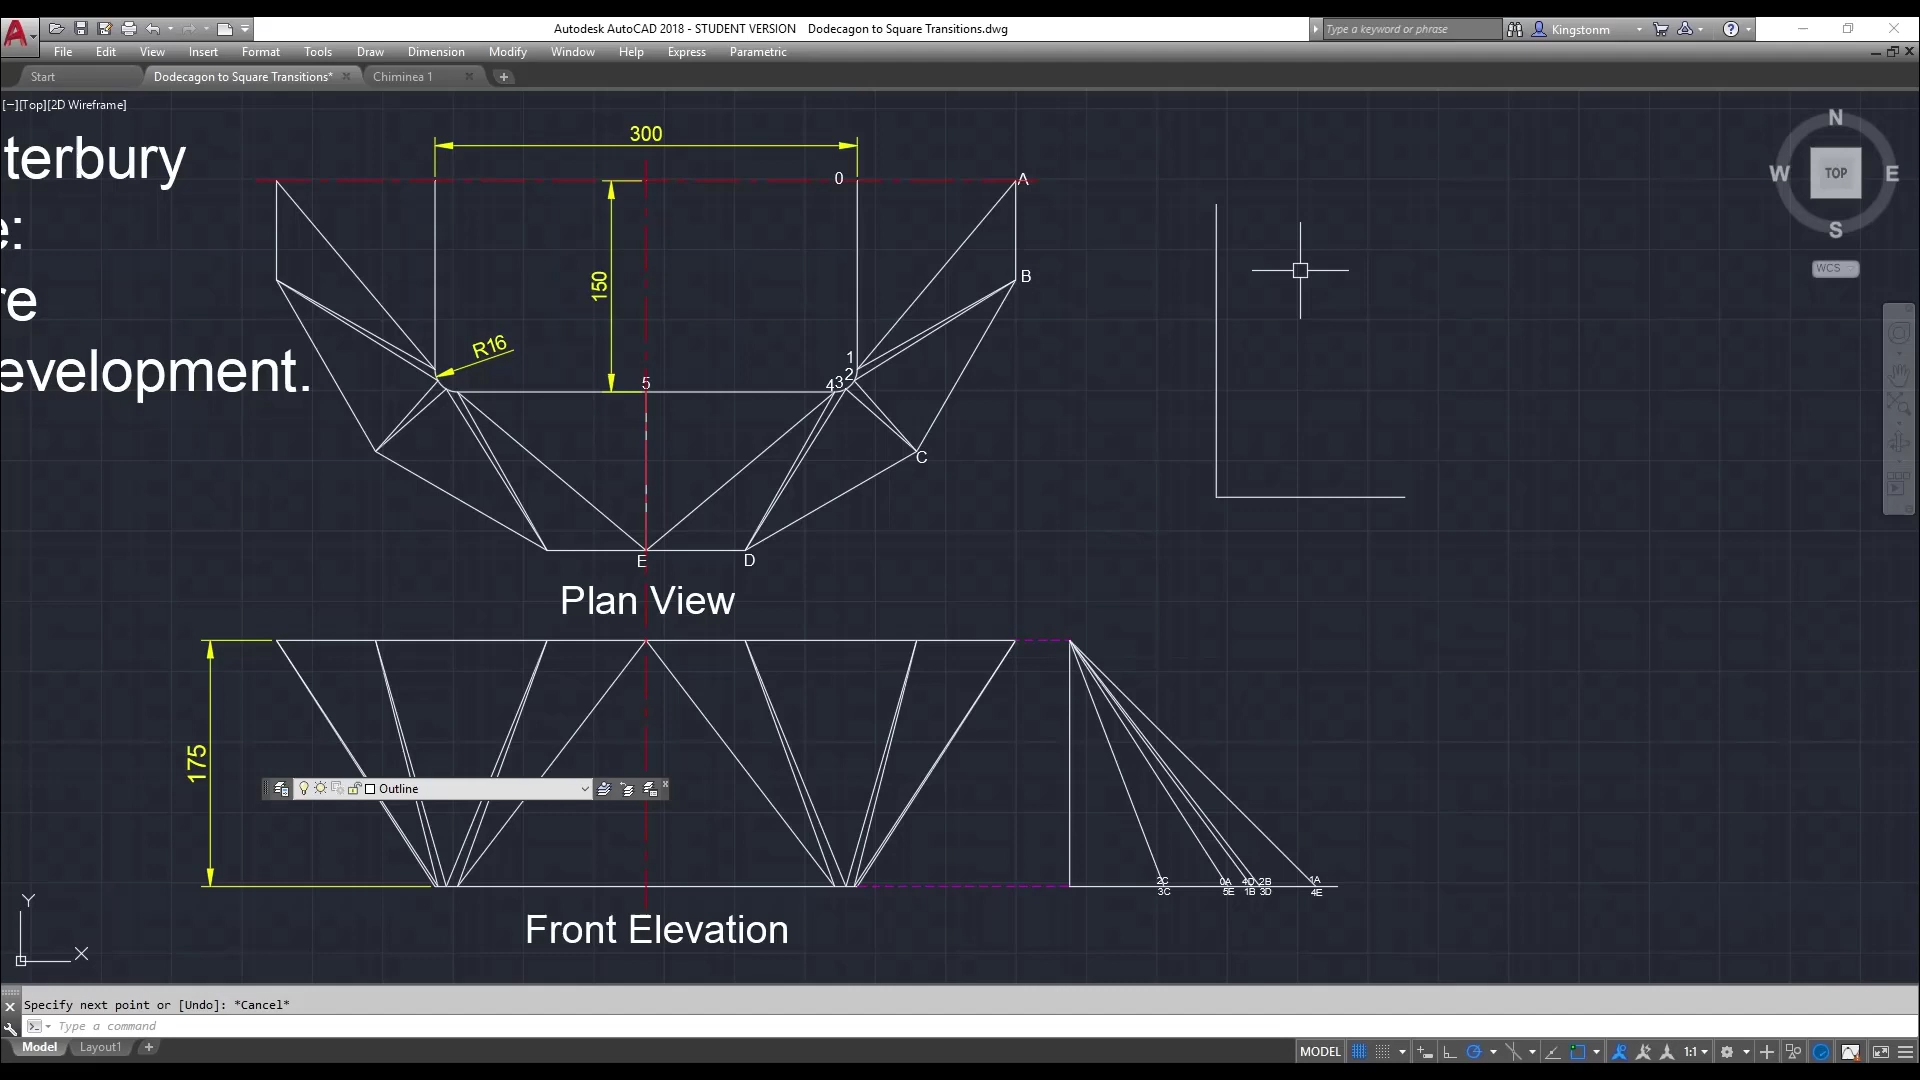 Autodesk AutoCAD 2018 - STUDENT VERSION Dodecagon to Square Transitions.dwg
Type a keyword or phrase
Kingstonm
File Edit View Insert Format Tools Draw Dimension Modify Window Help Express Parametric
Start
Dodecagon to Square Transitions*
Chiminea 1
[−][Top][2D Wireframe]
terbury
e:
re
evelopment.
300
0
A
150
B
R16
1
2
5
43
C
E
D
Plan View
175
Outline
2C 0A 4D 2B 1A
3C 5E 1B 3D 4E
Front Elevation
N
W TOP E
S
WCS
Y
X
Specify next point or [Undo]: *Cancel*
Type a command
Model Layout1
MODEL
1:1